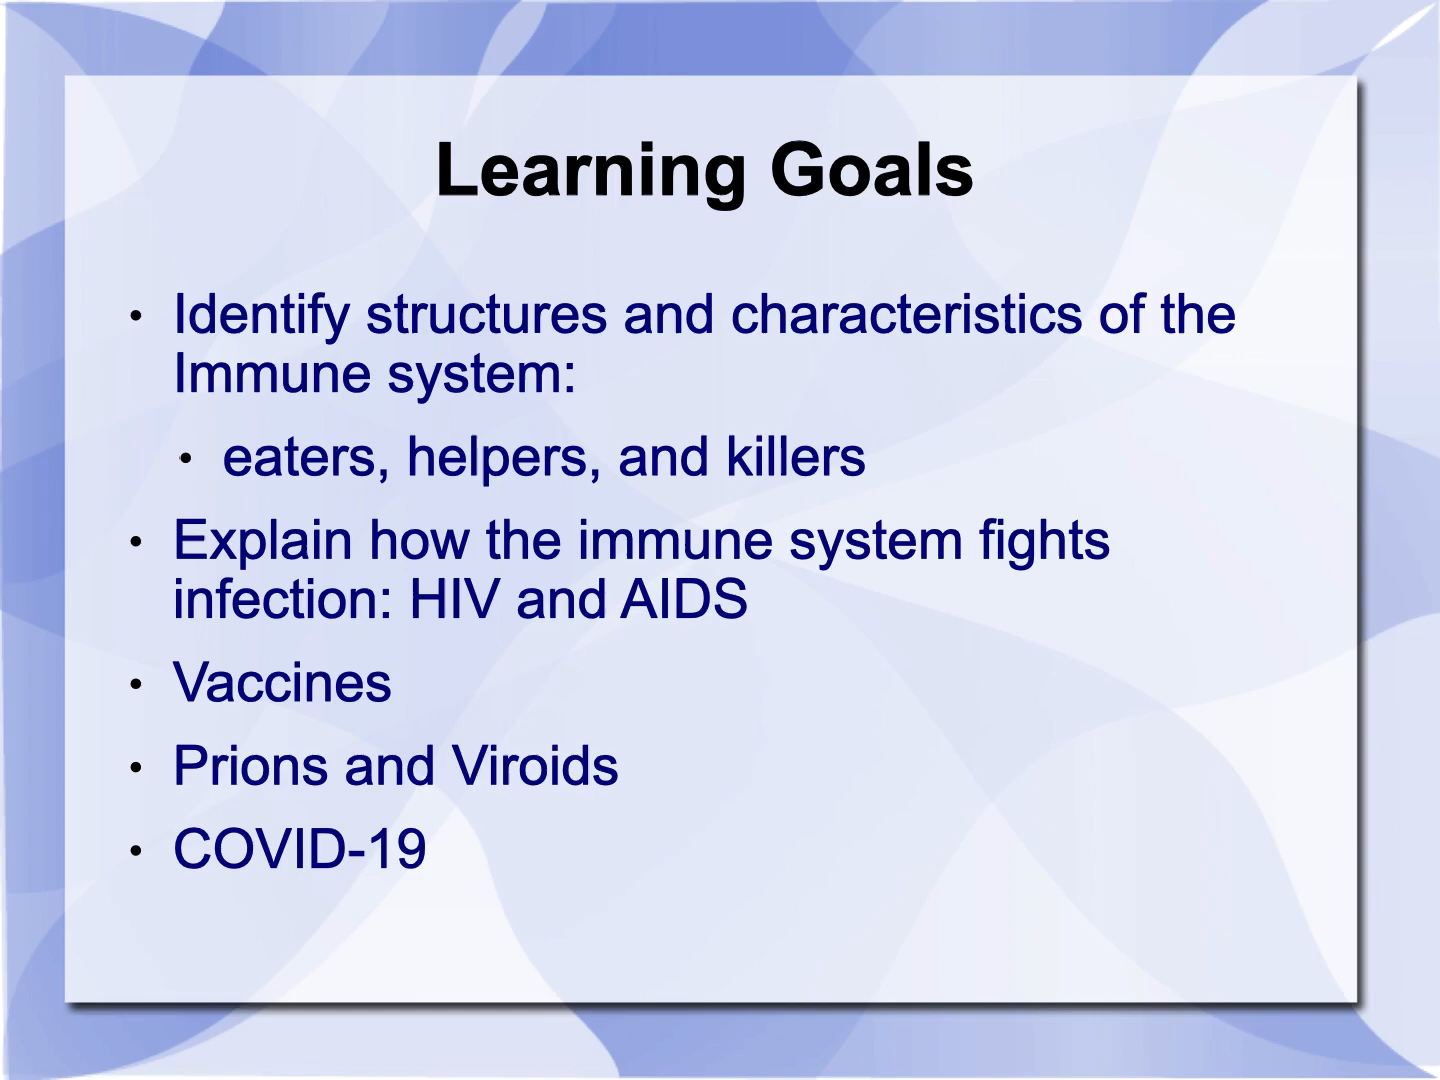 Learning Goals
• Identify structures and characteristics of the
Immune system:
• eaters, helpers, and killers
• Explain how the immune system fights
infection: HIV and AIDS
• Vaccines
• Prions and Viroids
• COVID-19